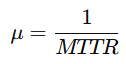 μ = 1 / MTTR